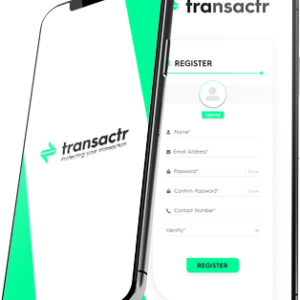 transactr
Protecting your transaction
transactr
REGISTER
Upload
Name*
Email Address*
Password*
Show
Confirm Password*
Show
Contact Number*
Identity*
REGISTER